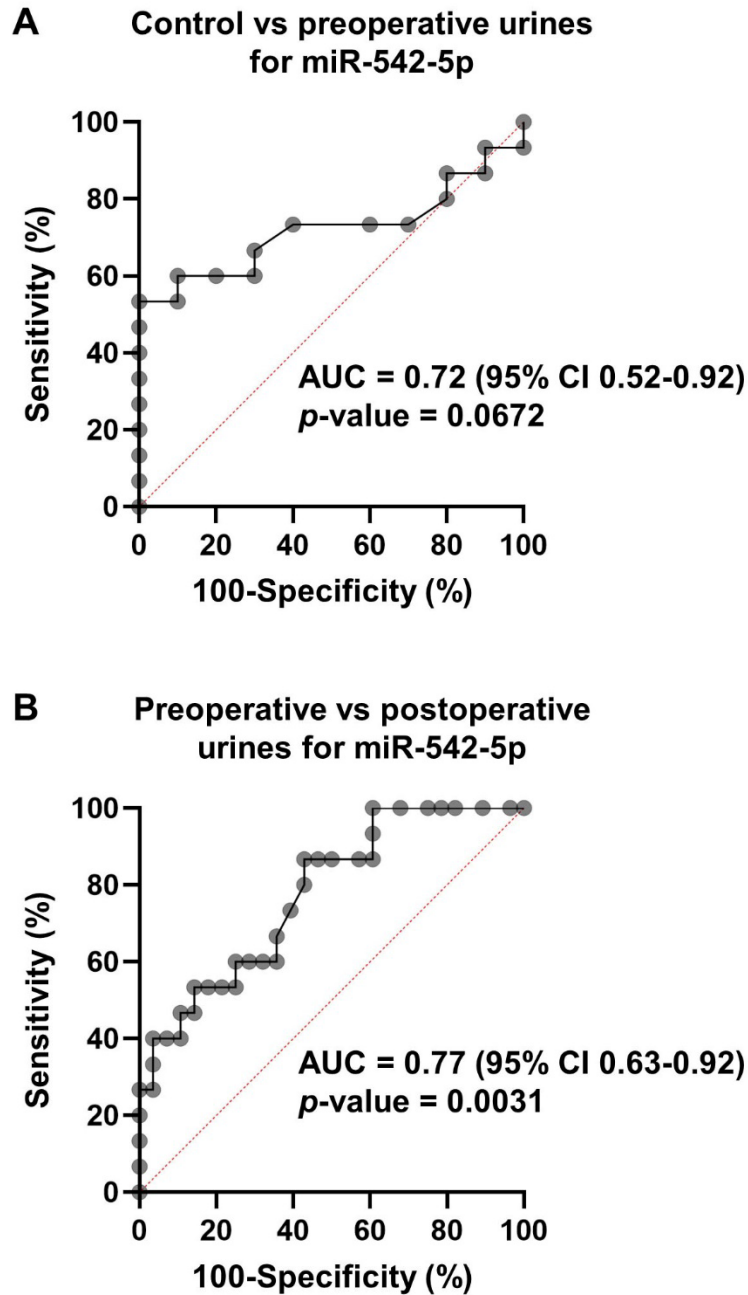 A
Control vs preoperative urines
for miR-542-5p
Sensitivity (%)
100
80
60
40
20
0
AUC = 0.72 (95% CI 0.52-0.92)
p-value = 0.0672
0 20 40 60 80 100
100-Specificity (%)
B
Preoperative vs postoperative
urines for miR-542-5p
Sensitivity (%)
100
80
60
40
20
0
AUC = 0.77 (95% CI 0.63-0.92)
p-value = 0.0031
0 20 40 60 80 100
100-Specificity (%)